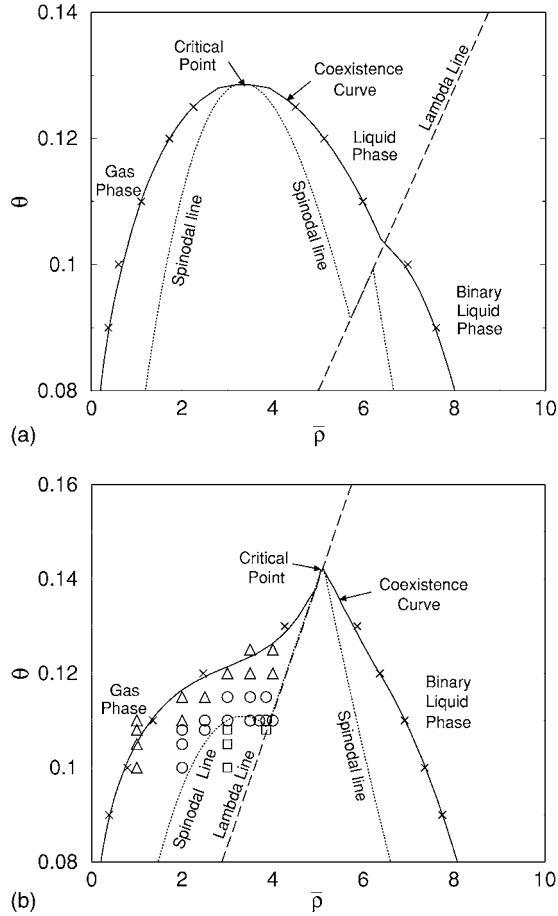 0.14
Critical
Point
Coexistence
Curve
Lambda Line
0.12
Gas
Phase
Liquid
Phase
θ
Spinodal line
Spinodal line
0.1
Binary
Liquid
Phase
0.08
0
2
4
6
8
10
(a)
ρ̅
0.16
Critical
Point
0.14
Coexistence
Curve
θ
0.12
Gas
Phase
Binary
Liquid
Phase
Spinodal Line
Lambda Line
Spinodal line
0.1
0.08
0
2
4
6
8
10
(b)
ρ̅